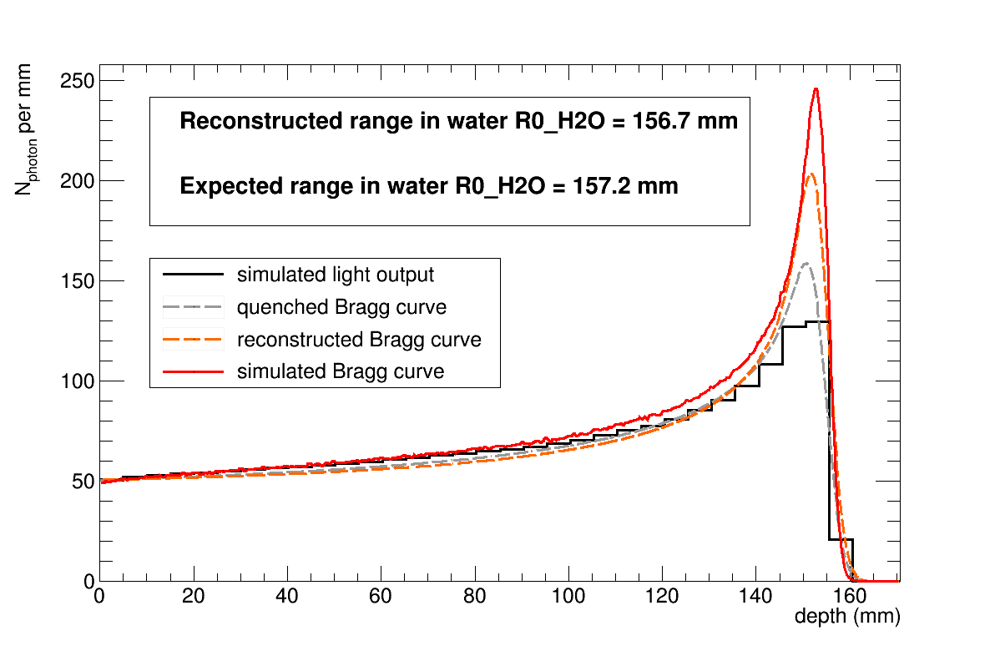 N_photon per mm
250
200
150
100
50
0
Reconstructed range in water R0_H2O = 156.7 mm
Expected range in water R0_H2O = 157.2 mm
simulated light output
quenched Bragg curve
reconstructed Bragg curve
simulated Bragg curve
0 20 40 60 80 100 120 140 160
depth (mm)